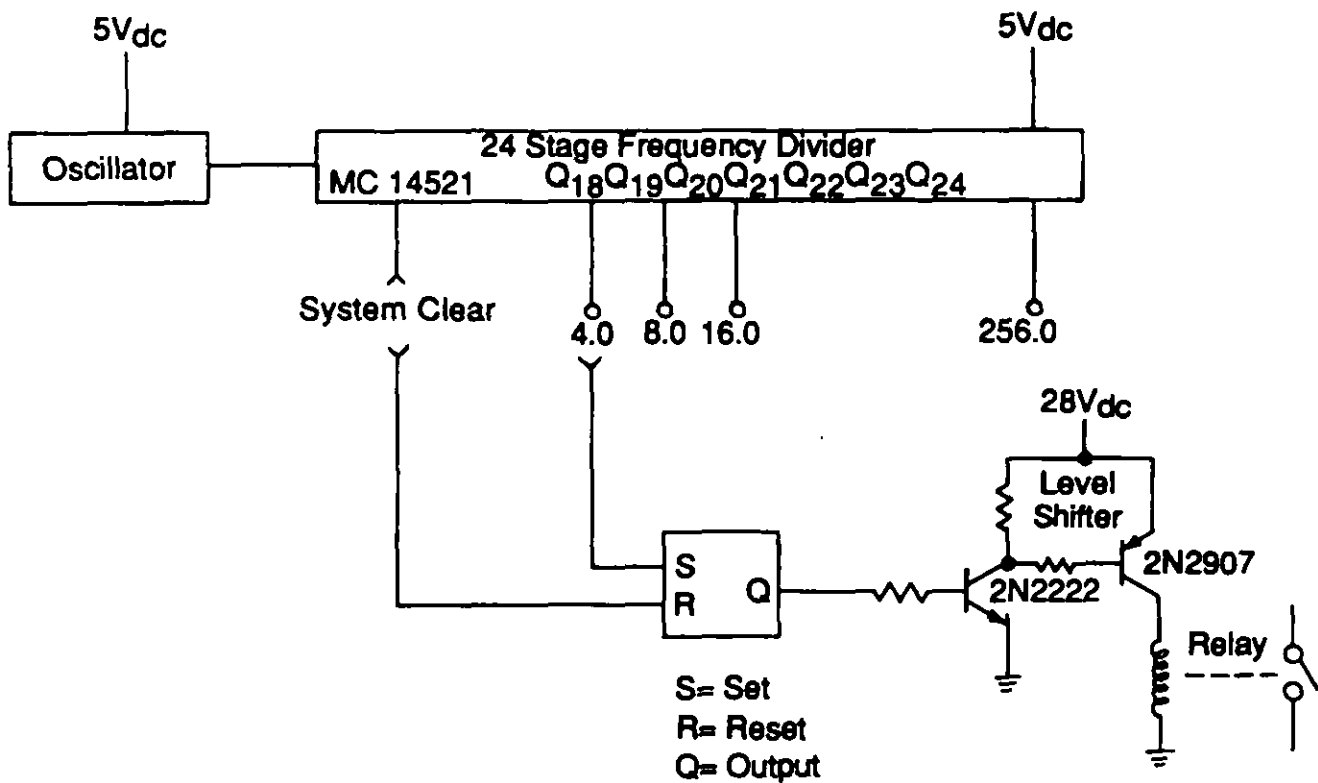 5Vdc
5Vdc
Oscillator
24 Stage Frequency Divider
MC 14521
Q18Q19Q20Q21Q22Q23Q24
System Clear
4.0
8.0
16.0
256.0
28Vdc
Level
Shifter
2N2907
2N2222
S
R
Q
Relay
S= Set
R= Reset
Q= Output